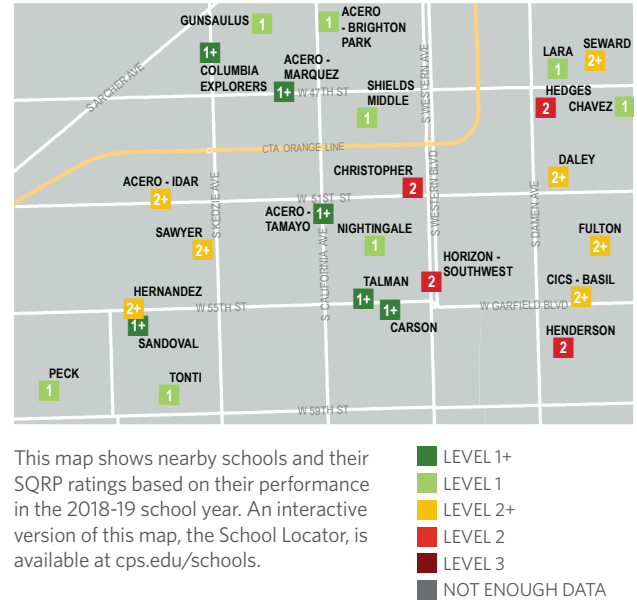 GUNSAULUS
1
1
ACERO
- BRIGHTON
PARK
S ARCHER AVE
1+
COLUMBIA
EXPLORERS
ACERO -
MARQUEZ
1+
W 47TH ST
SHIELDS
MIDDLE
1
S WESTERN AVE
LARA
1
SEWARD
2+
HEDGES
2
CHAVEZ
1
CTA ORANGE LINE
ACERO - IDAR
2+
S KEDZIE AVE
CHRISTOPHER
2
DALEY
2+
W 51ST ST
ACERO -
TAMAYO
1+
SAWYER
2+
S CALIFORNIA AVE
NIGHTINGALE
1
S WESTERN BLVD
S DAMEN AVE
FULTON
2+
HORIZON -
SOUTHWEST
2
HERNANDEZ
2+
1+
SANDOVAL
W 55TH ST
TALMAN
1+
1+
CARSON
CICS - BASIL
2+
W GARFIELD BLVD
HENDERSON
2
PECK
1
TONTI
1
W 59TH ST
This map shows nearby schools and their
SQRP ratings based on their performance
in the 2018-19 school year. An interactive
version of this map, the School Locator, is
available at cps.edu/schools.
LEVEL 1+
LEVEL 1
LEVEL 2+
LEVEL 2
LEVEL 3
NOT ENOUGH DATA